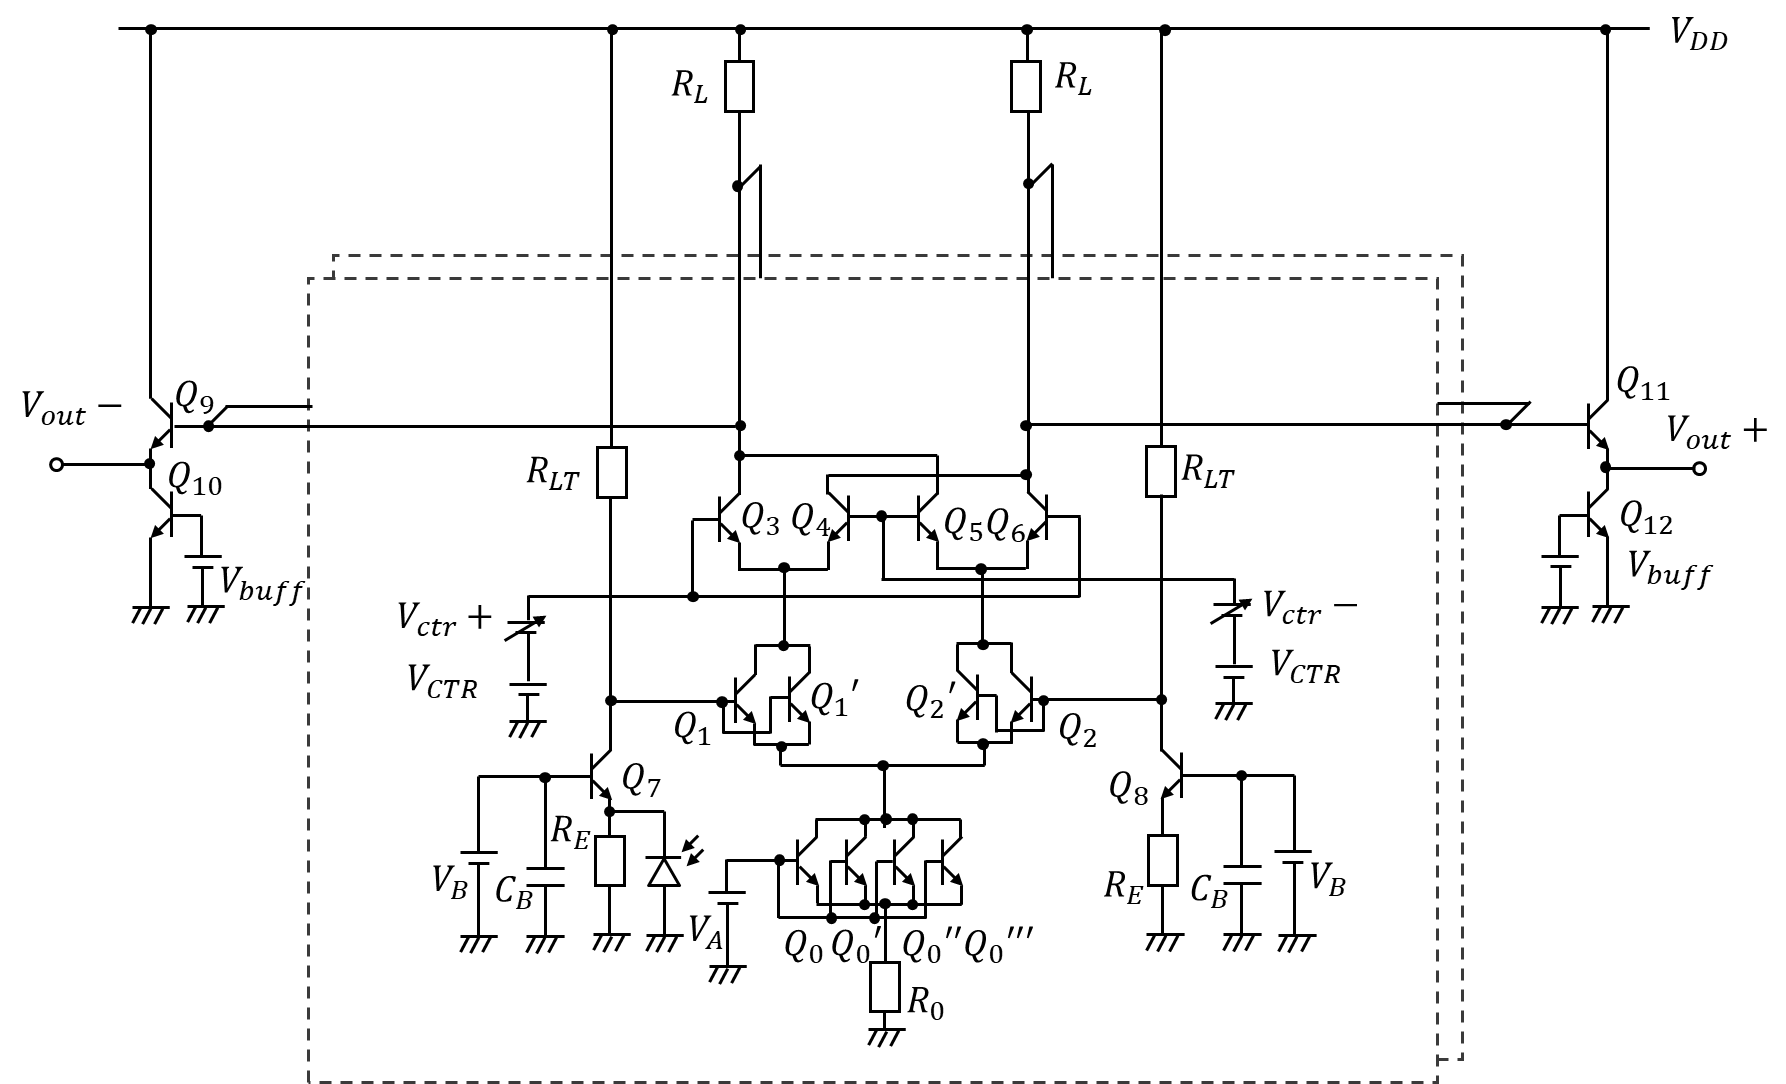 V_DD
R_L
R_L
Q_9
V_out −
Q_10
V_buff
Q_11
V_out +
Q_12
V_buff
R_LT
R_LT
Q_3
Q_4
Q_5
Q_6
V_ctr +
V_CTR
V_ctr −
V_CTR
Q_1
Q_1′
Q_2′
Q_2
Q_7
Q_8
R_E
V_B
C_B
R_E
C_B
V_B
V_A
Q_0
Q_0′
Q_0″
Q_0‴
R_0